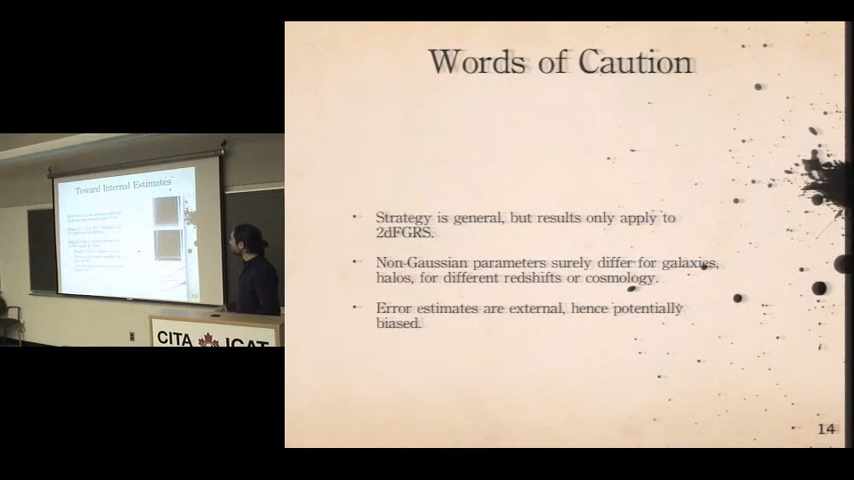 Words of Caution
Strategy is general, but results only apply to
2dFGRS.
Non-Gaussian parameters surely differ for galaxies,
halos, for different redshifts or cosmology.
Error estimates are external, hence potentially
biased.
14
Toward Internal Estimates
CITA ICAT